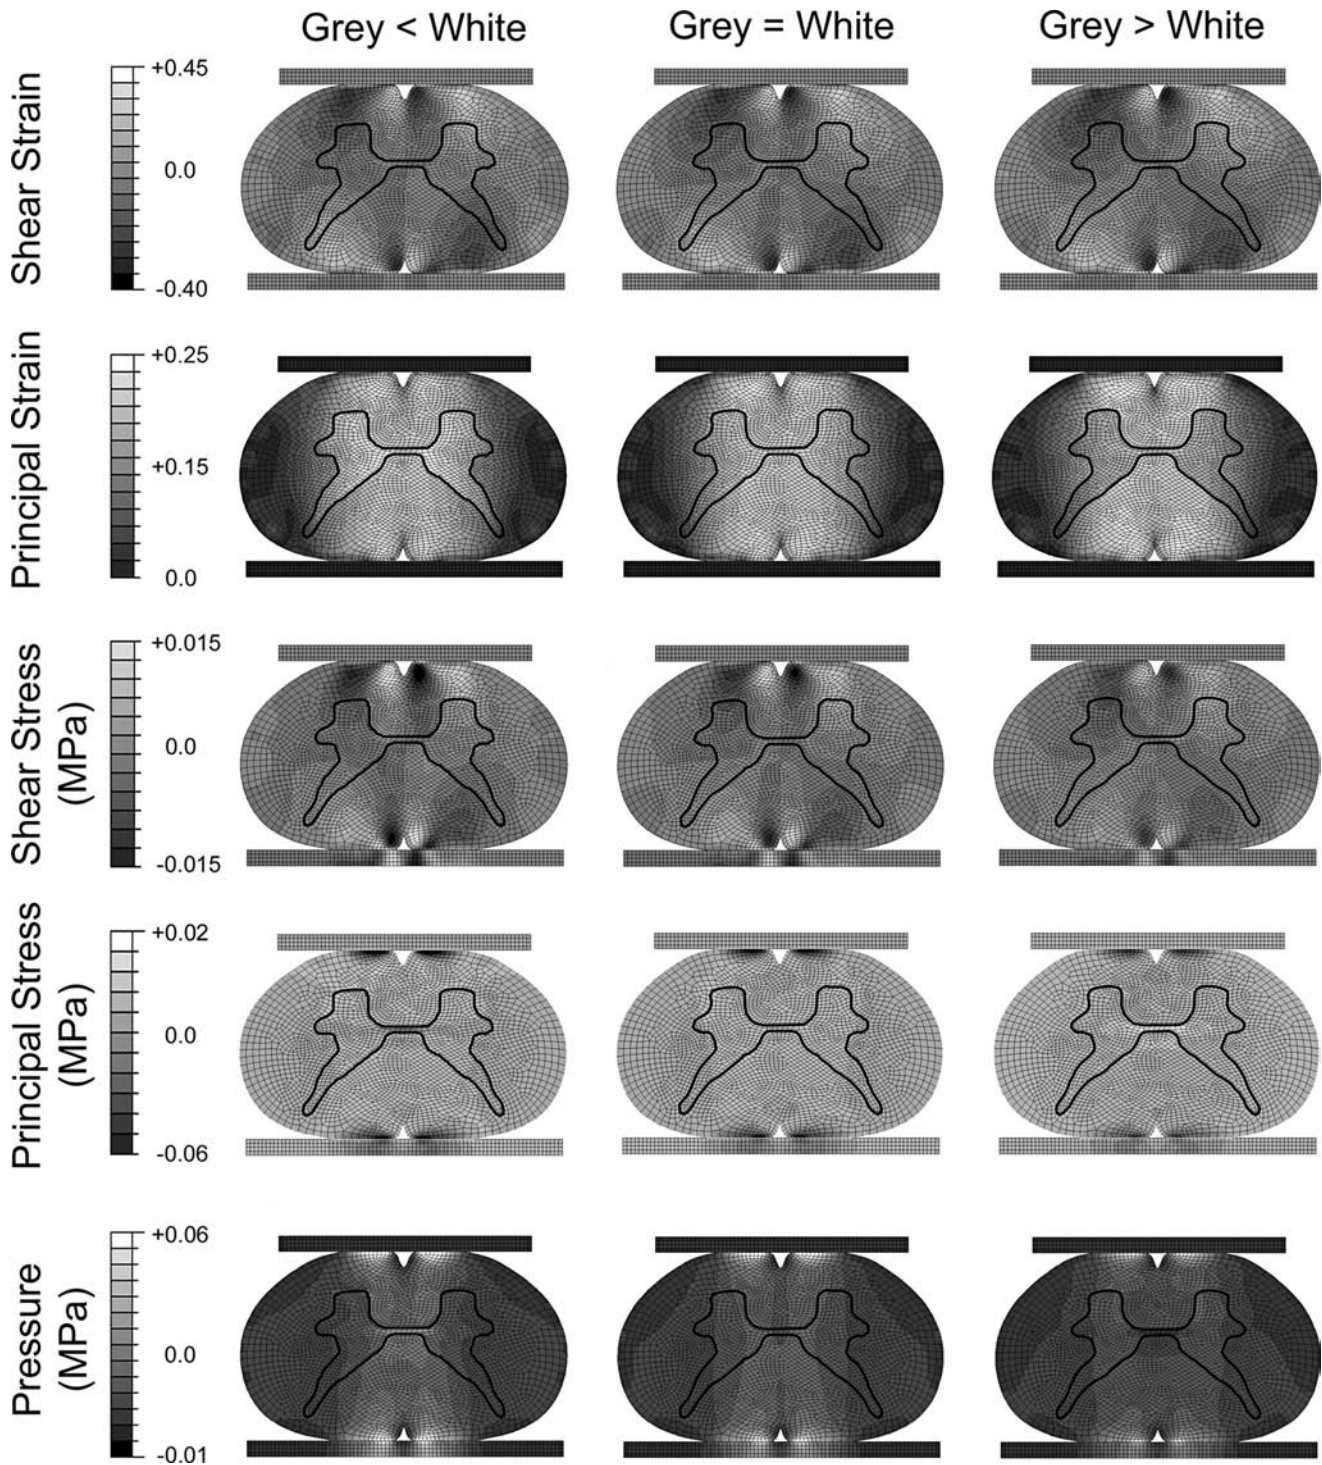 Grey < White
Grey = White
Grey > White
Shear Strain
+0.45
0.0
-0.40
Principal Strain
+0.25
+0.15
0.0
Shear Stress
(MPa)
+0.015
0.0
-0.015
Principal Stress
(MPa)
+0.02
0.0
-0.06
Pressure
(MPa)
+0.06
0.0
-0.01